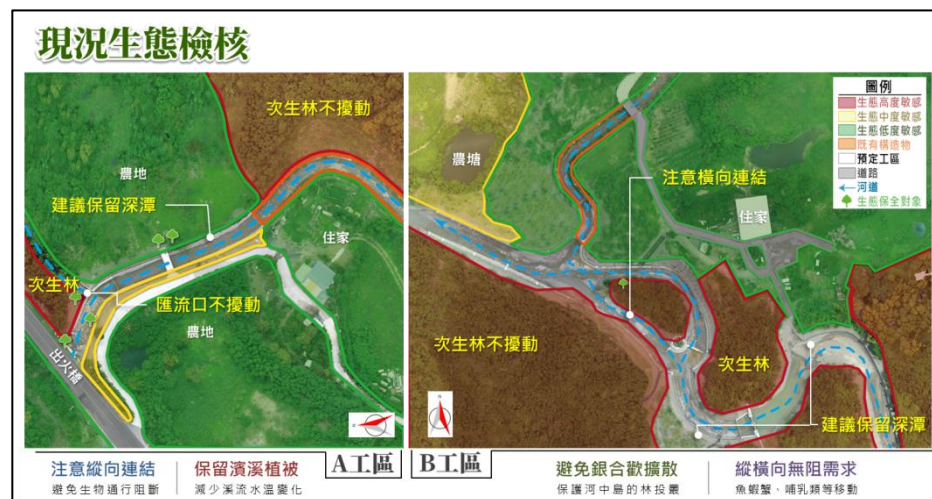 現況生態檢核
次生林不擾動
農地
建議保留深潭
住家
次生林
匯流口不擾動
農地
出火橋
農塘
注意橫向連結
住家
次生林不擾動
次生林
建議保留深潭
圖例
生態高度敏感
生態中度敏感
生態低度敏感
既有構造物
預定工區
道路
河道
生態保全對象
注意縱向連結
避免生物通行阻斷
保留濱溪植被
減少溪流水溫變化
A工區
B工區
避免銀合歡擴散
保護河中島的林投叢
縱橫向無阻需求
魚蝦蟹、哺乳類等移動